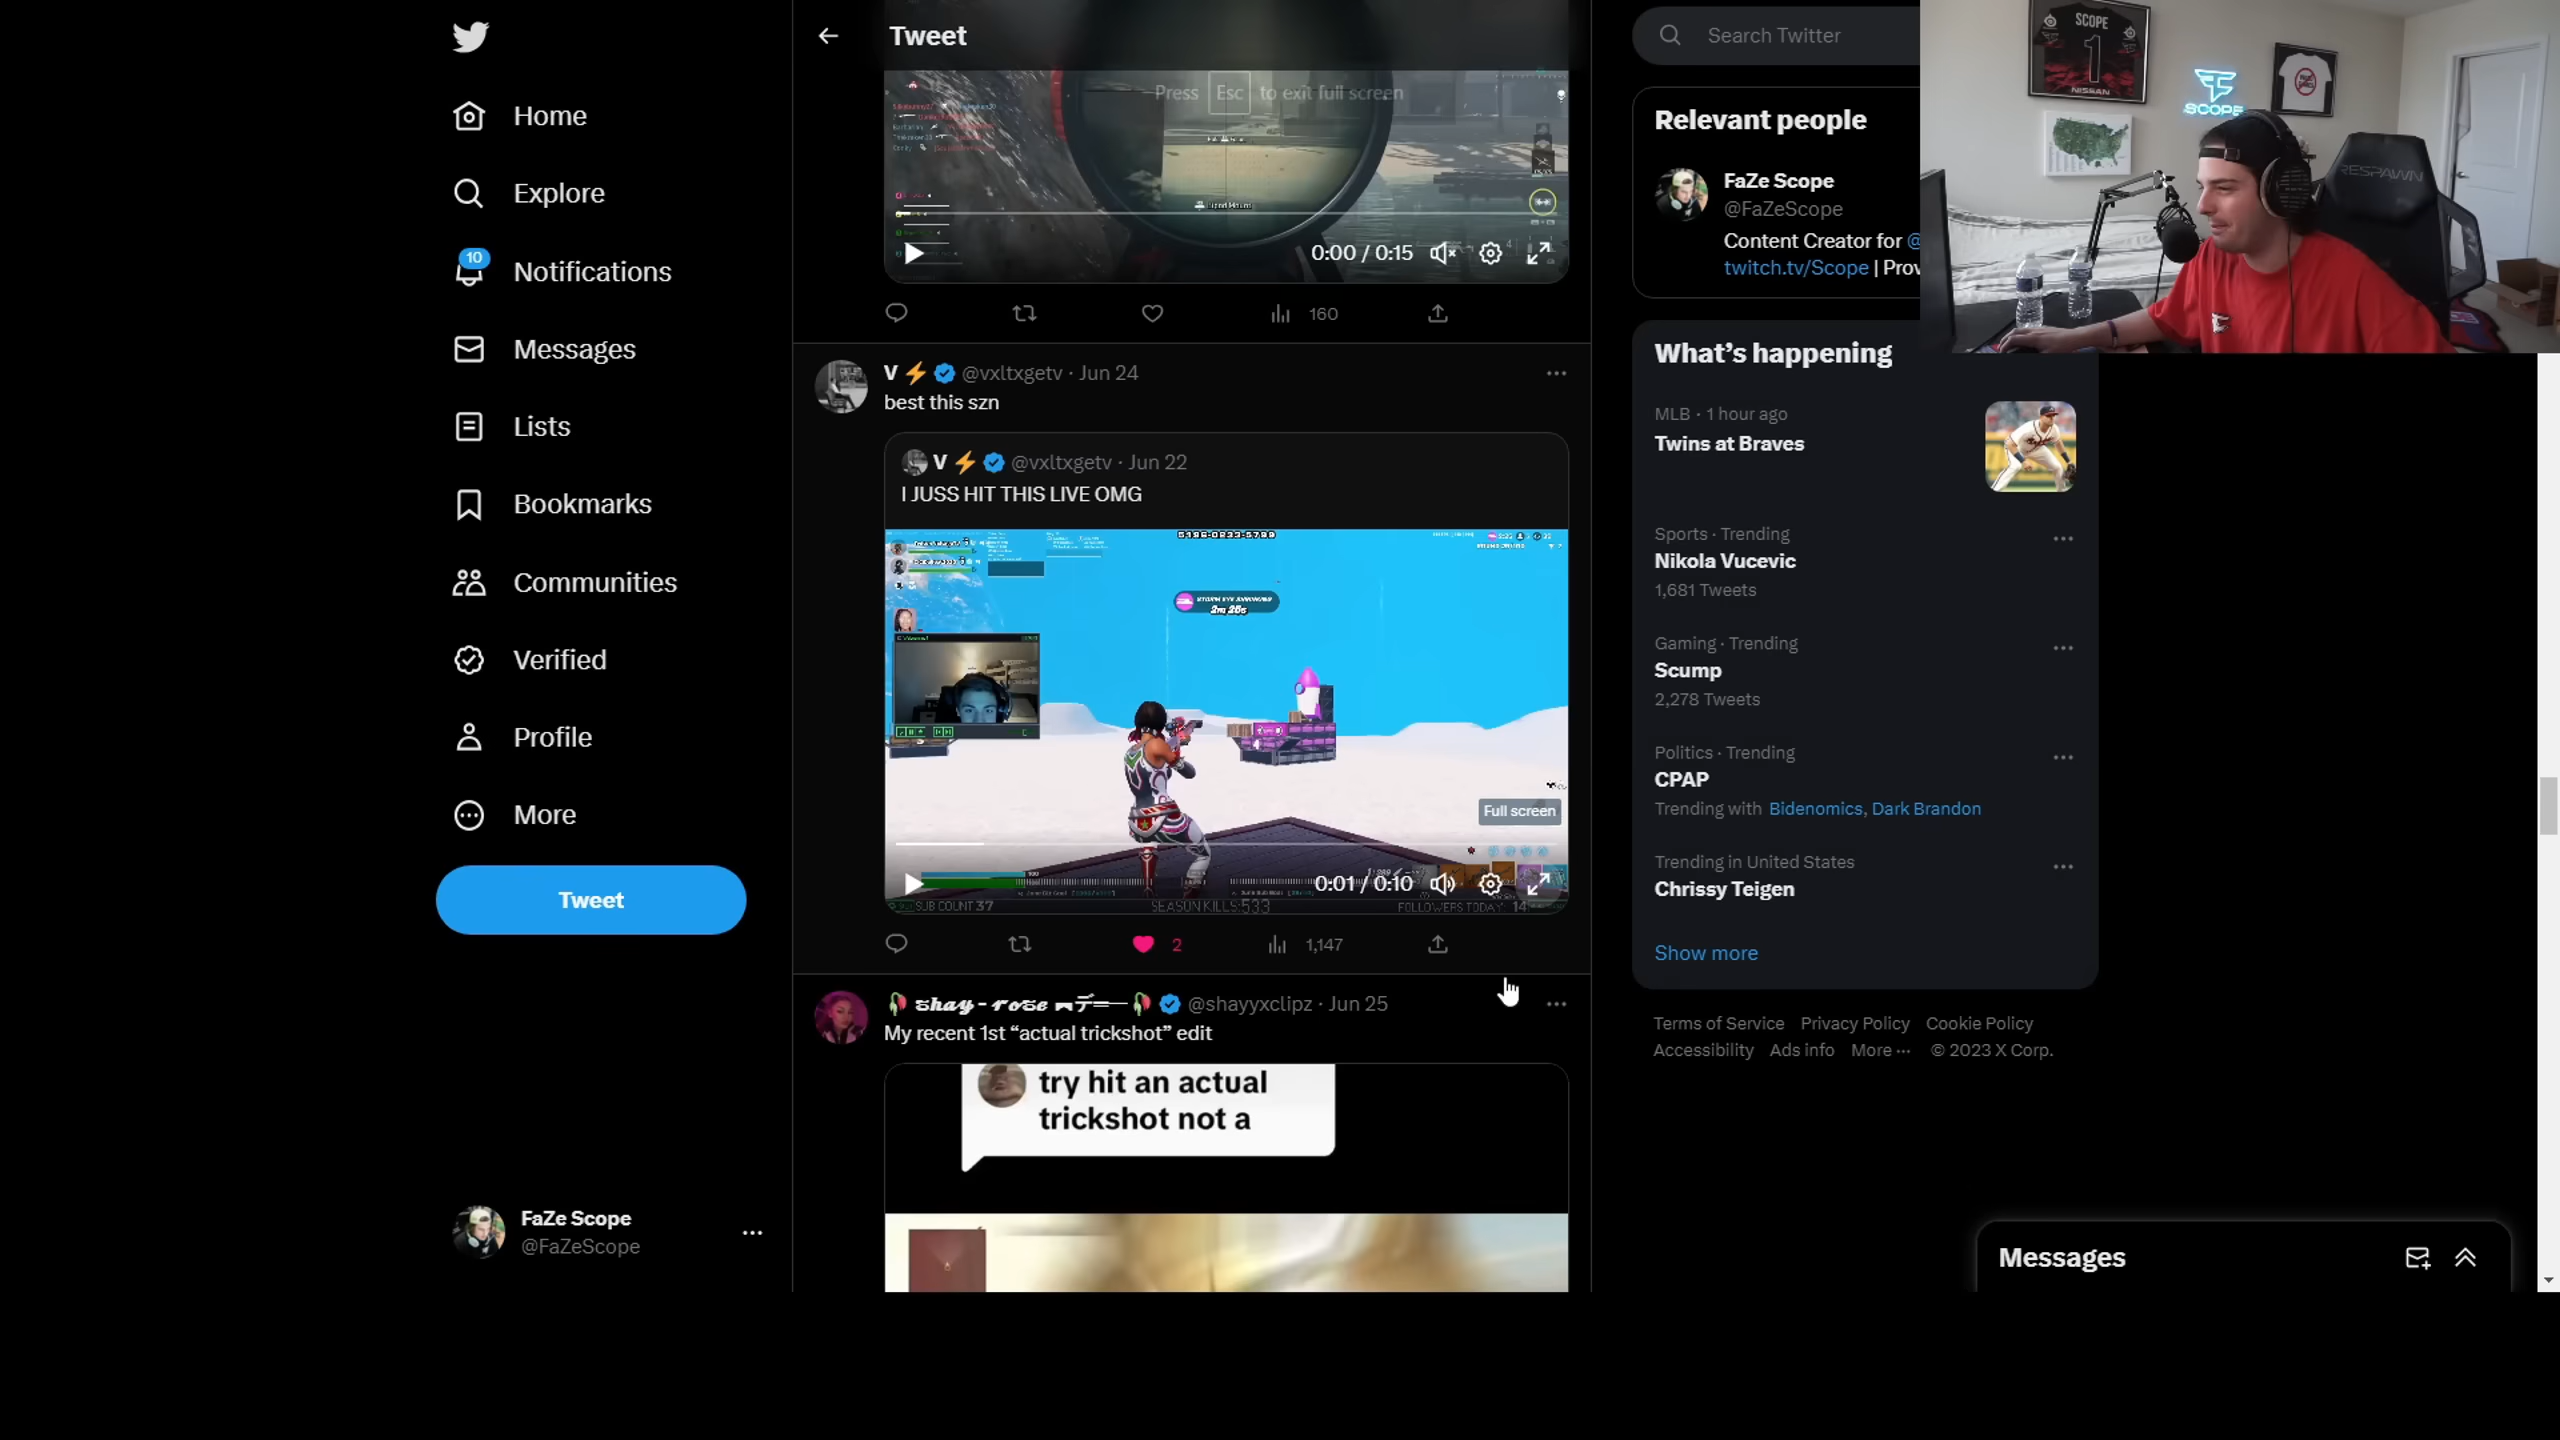 Home
Explore
10
Notifications
Messages
Lists
Bookmarks
Communities
Verified
Profile
More
Tweet
FaZe Scope
@FaZeScope
Tweet
Press Esc to exit full screen
0:00 / 0:15
160
V @vxltxgetv · Jun 24
best this szn
V @vxltxgetv · Jun 22
I JUSS HIT THIS LIVE OMG
2m 26s
Full screen
0:01 / 0:10
SUB COUNT 37
SEASON KILLS:533
FOLLOWERS TODAY: 14
2
1,147
shay-rose @shayyxclipz · Jun 25
My recent 1st “actual trickshot” edit
try hit an actual
trickshot not a
Search Twitter
Relevant people
FaZe Scope
@FaZeScope
Content Creator for @
twitch.tv/Scope | Prov
SCOPE
1
NISSAN
SCOPE
RESPAWN
What’s happening
MLB · 1 hour ago
Twins at Braves
Sports · Trending
Nikola Vucevic
1,681 Tweets
Gaming · Trending
Scump
2,278 Tweets
Politics · Trending
CPAP
Trending with Bidenomics, Dark Brandon
Trending in United States
Chrissy Teigen
Show more
Terms of Service Privacy Policy Cookie Policy
Accessibility Ads info More ··· © 2023 X Corp.
Messages